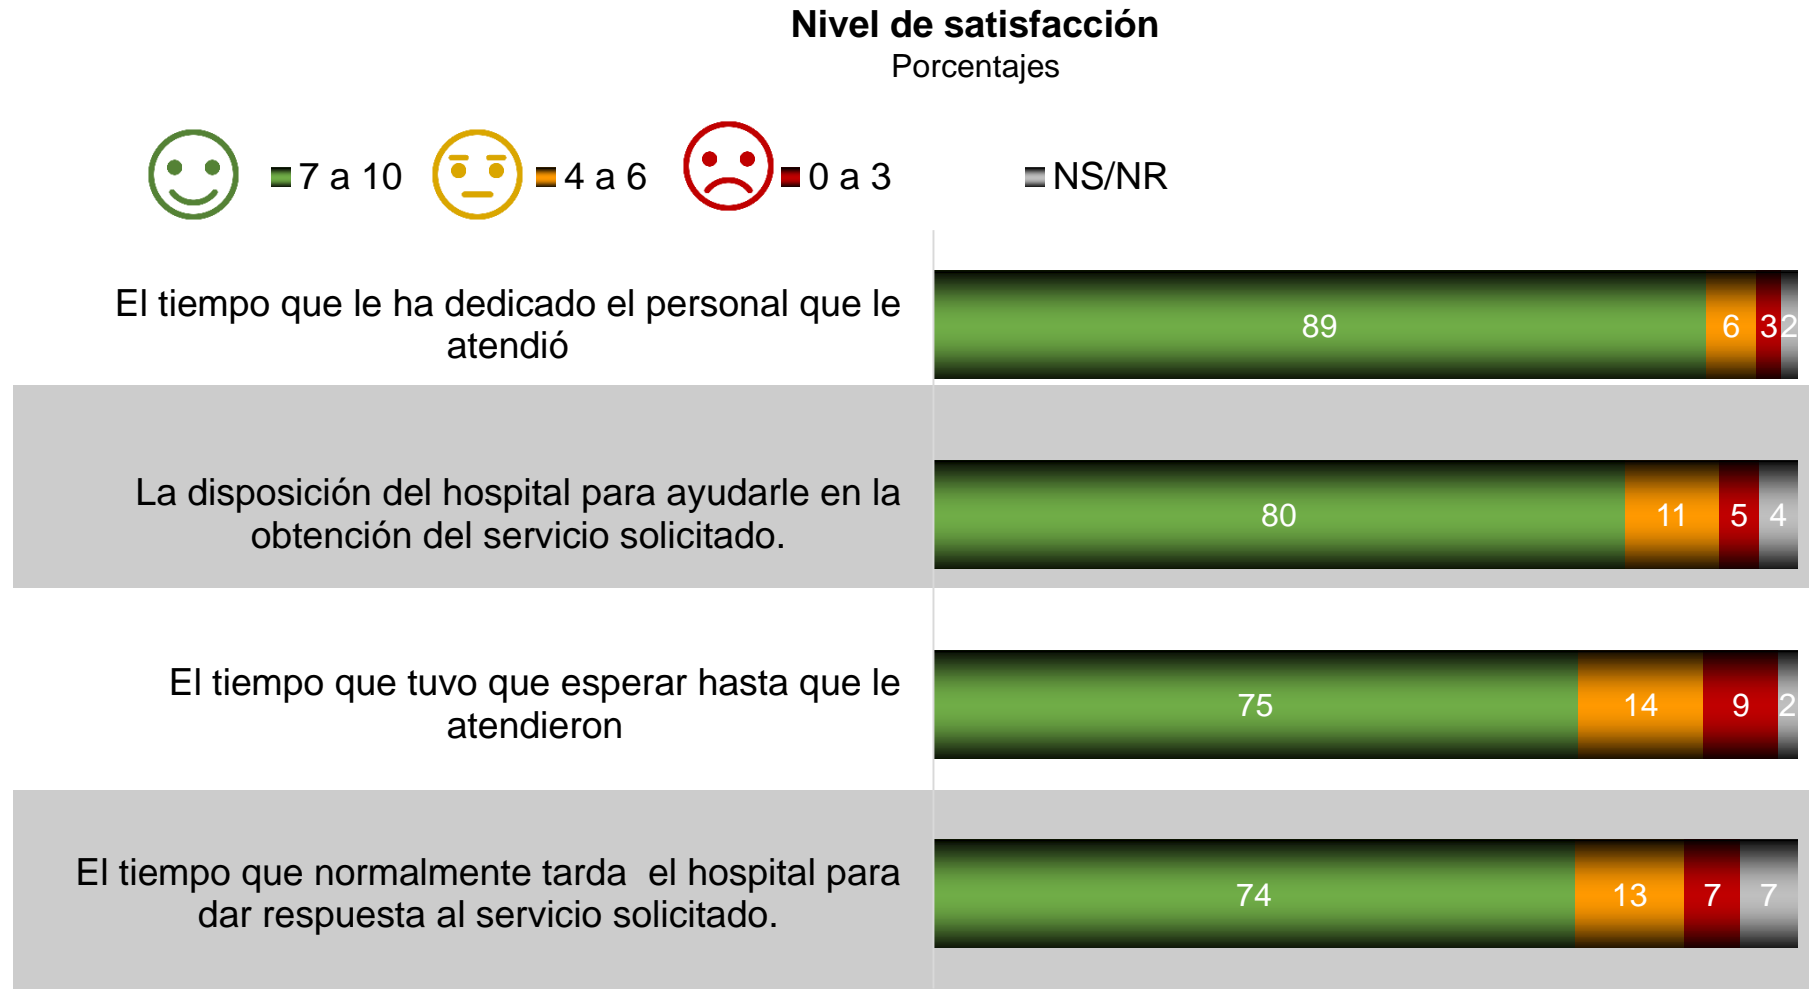 Nivel de satisfacción
Porcentajes
7 a 10 4 a 6 0 a 3 NS/NR
El tiempo que le ha dedicado el personal que le
atendió
89 6 3 2
La disposición del hospital para ayudarle en la
obtención del servicio solicitado.
80 11 5 4
El tiempo que tuvo que esperar hasta que le
atendieron
75 14 9 2
El tiempo que normalmente tarda  el hospital para
dar respuesta al servicio solicitado.
74 13 7 7